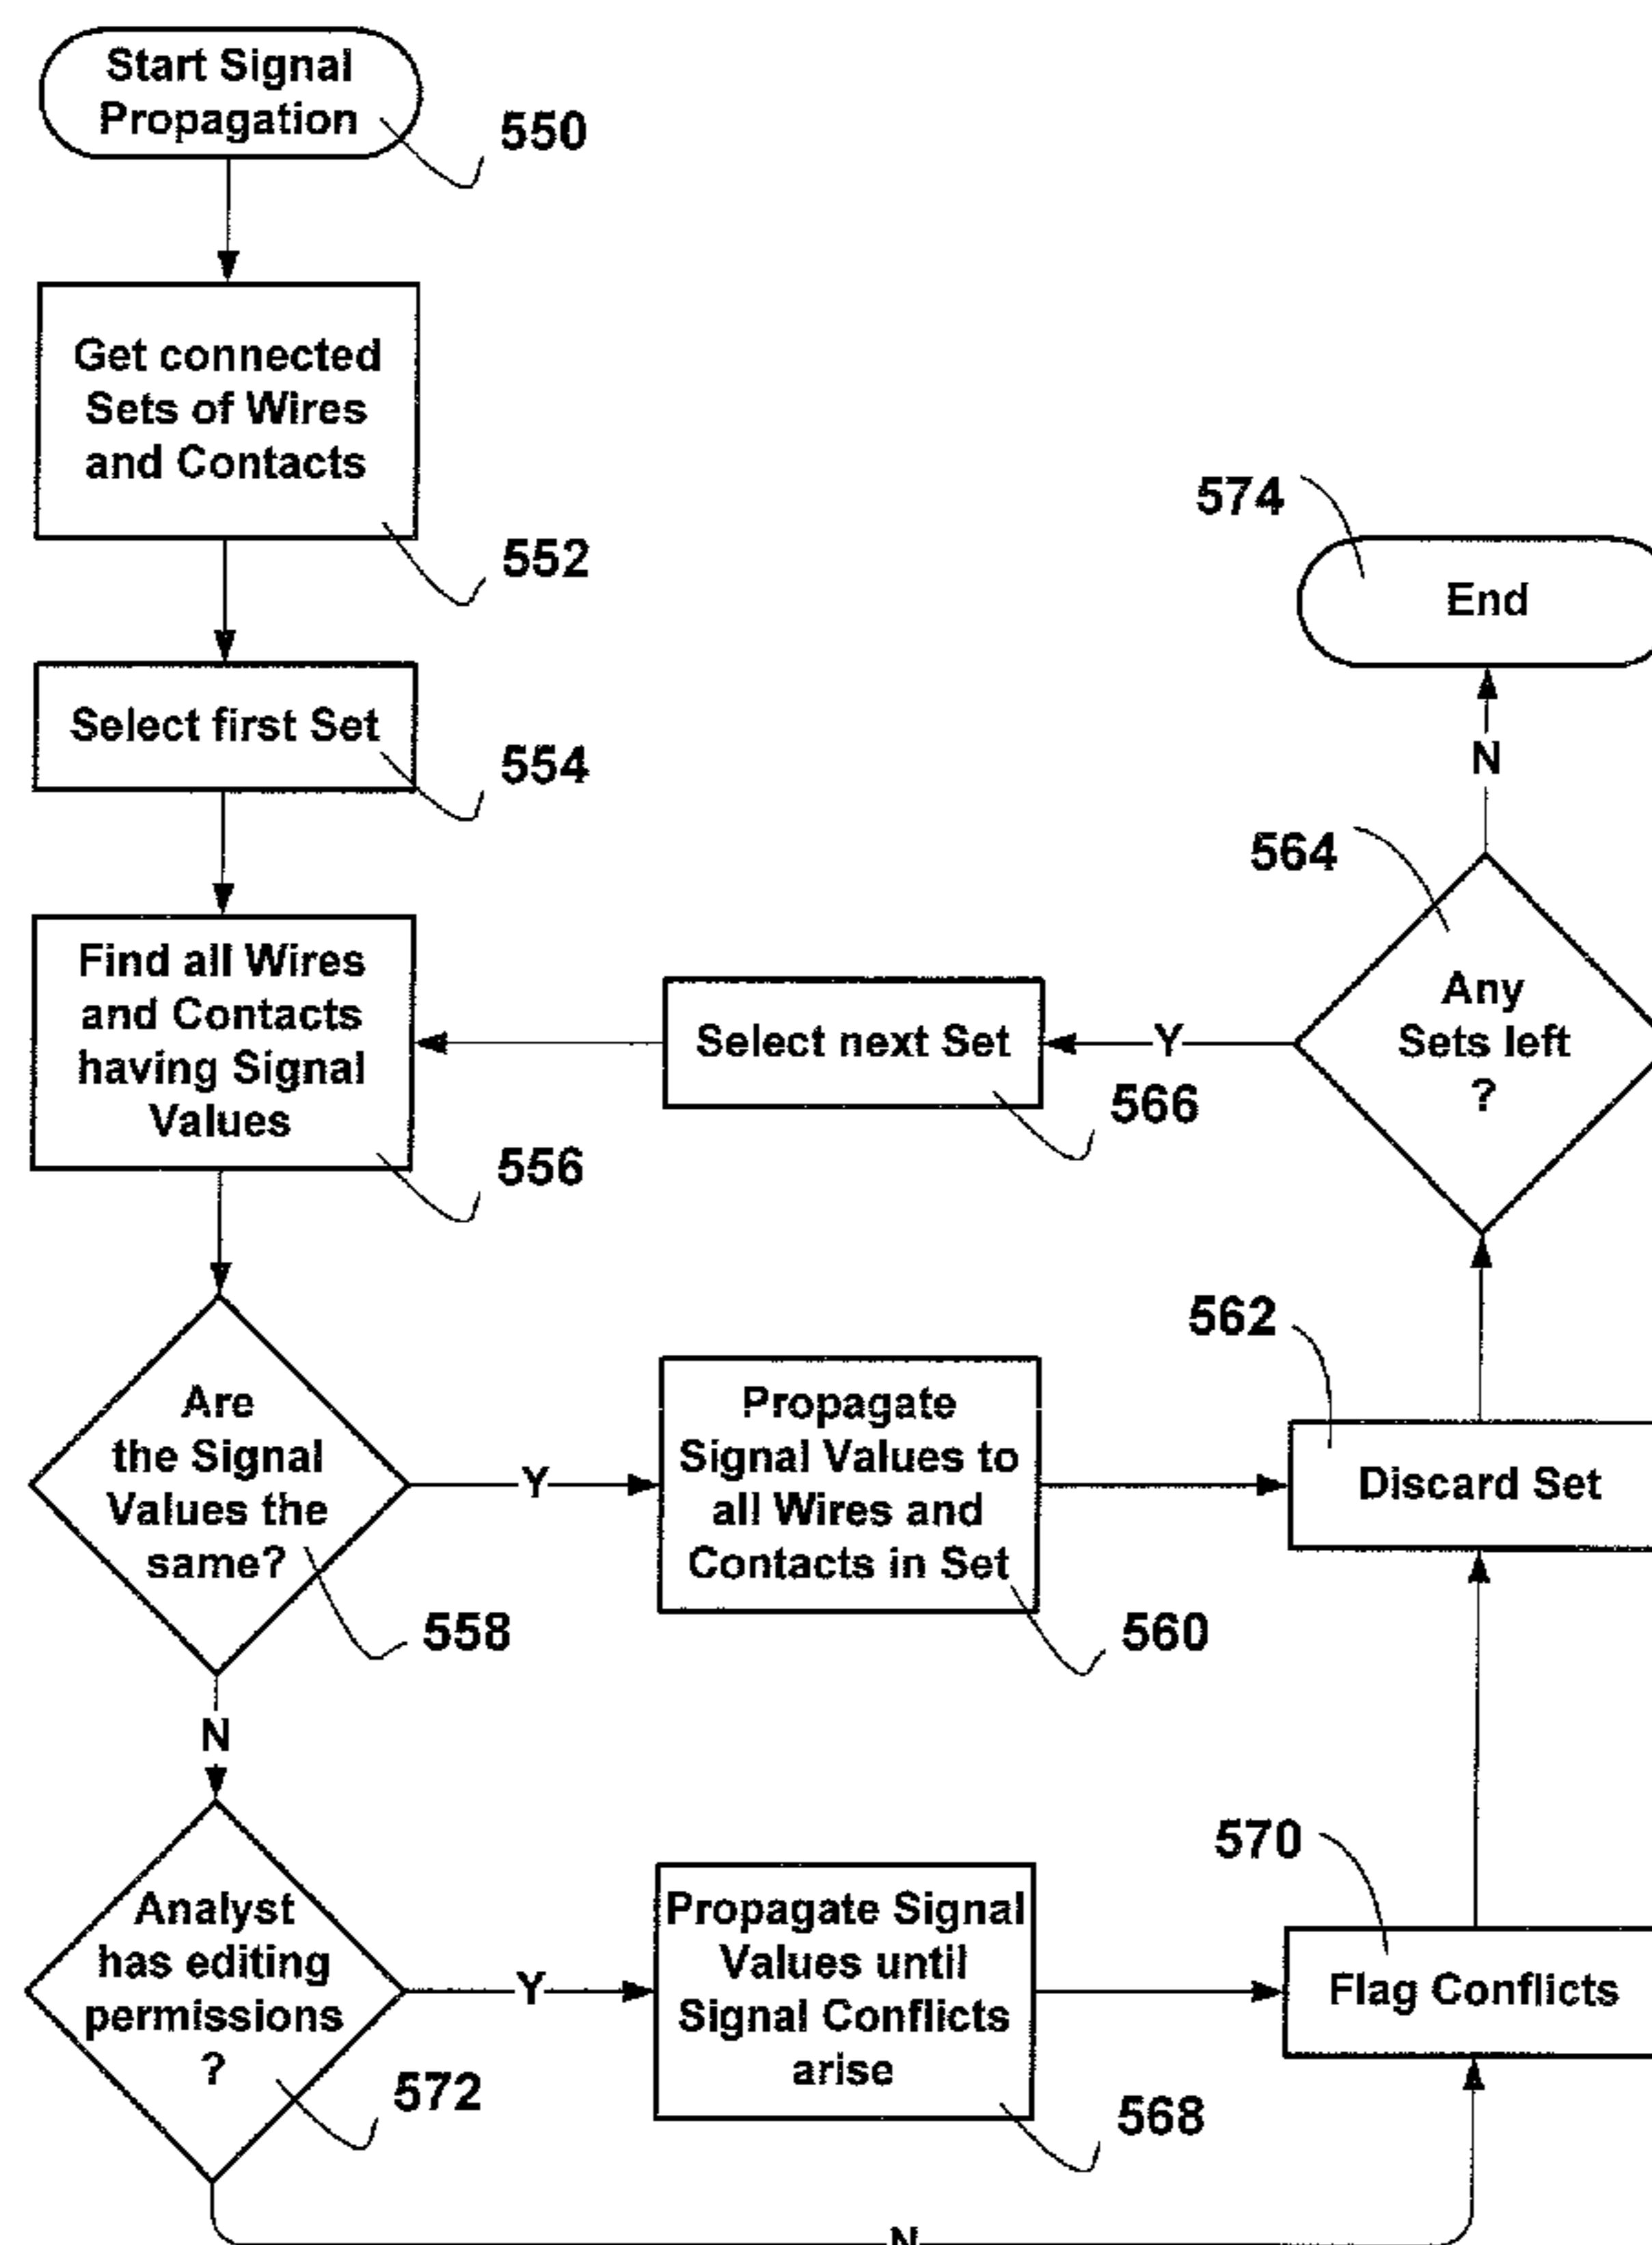 Start Signal
Propagation
550
Get connected
Sets of Wires
and Contacts
552
Select first Set
554
Find all Wires
and Contacts
having Signal
Values
556
Are
the Signal
Values the
same?
558
Y
Propagate
Signal Values to
all Wires and
Contacts in Set
560
N
Analyst
has editing
permissions
?
572
Y
Propagate Signal
Values until
Signal Conflicts
arise
568
N
Flag Conflicts
570
Discard Set
562
Any
Sets left
?
564
Y
Select next Set
566
N
End
574